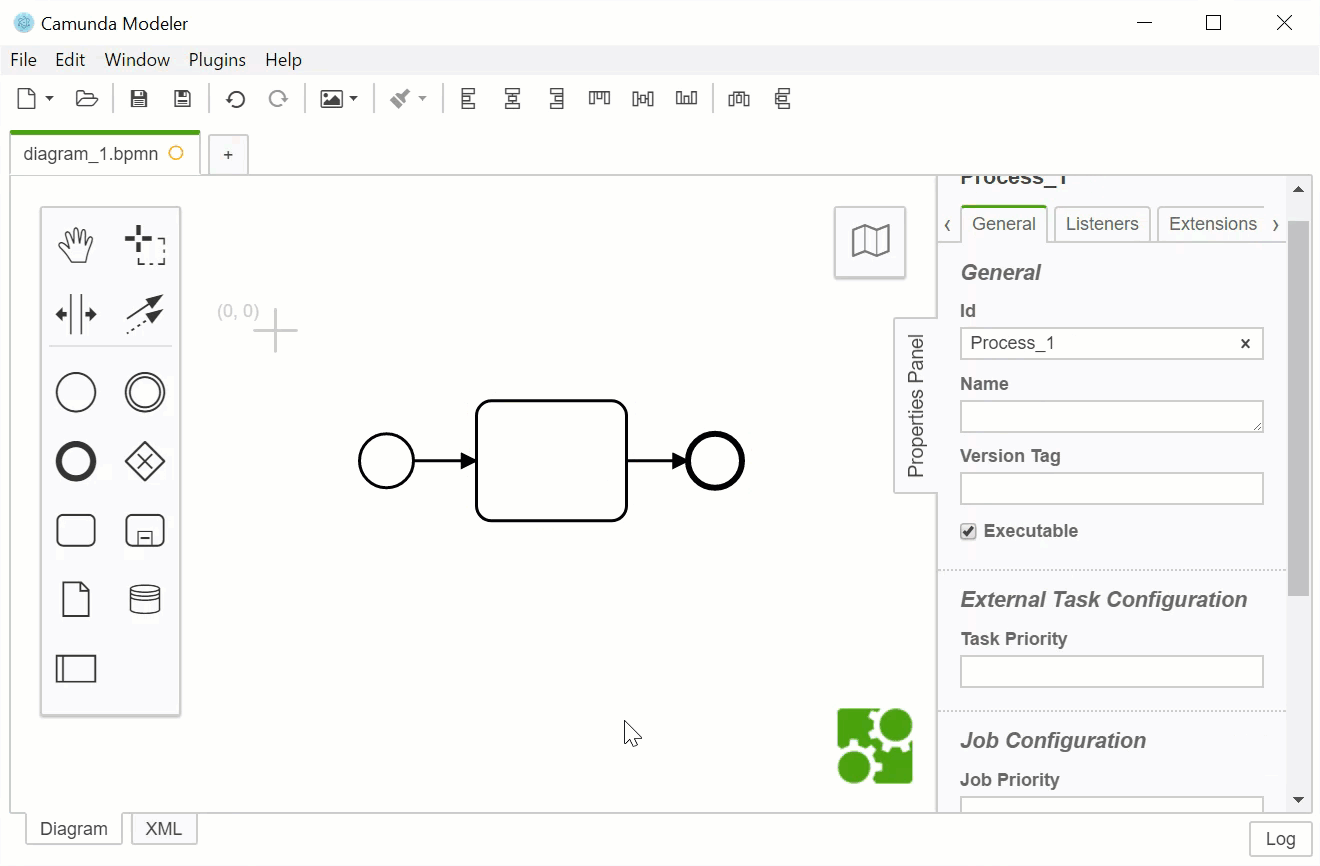 Camunda Modeler
File Edit Window Plugins Help
diagram_1.bpmn
+
(0, 0)
Properties Panel
Process_1
General Listeners Extensions
General
Id
Process_1
Name
Version Tag
Executable
External Task Configuration
Task Priority
Job Configuration
Job Priority
Diagram XML
Log